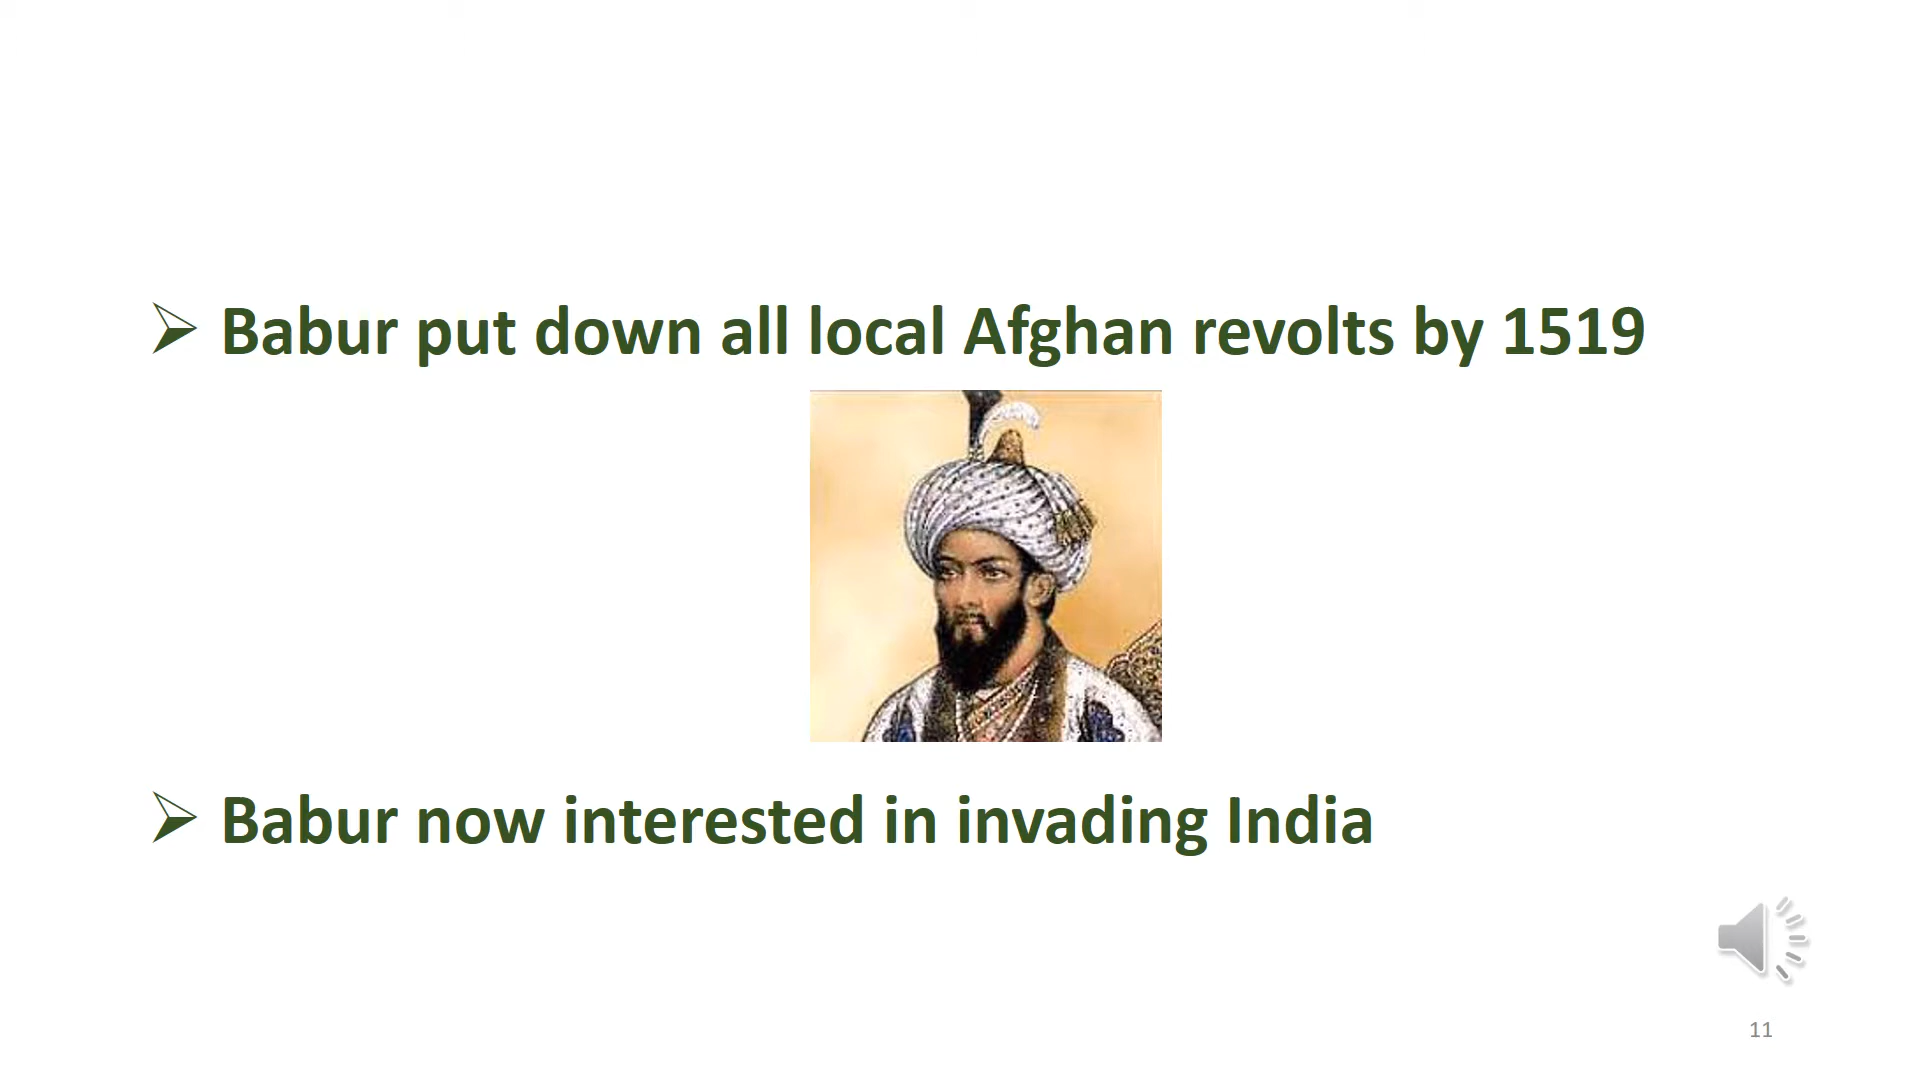 ➢ Babur put down all local Afghan revolts by 1519
➢ Babur now interested in invading India
11